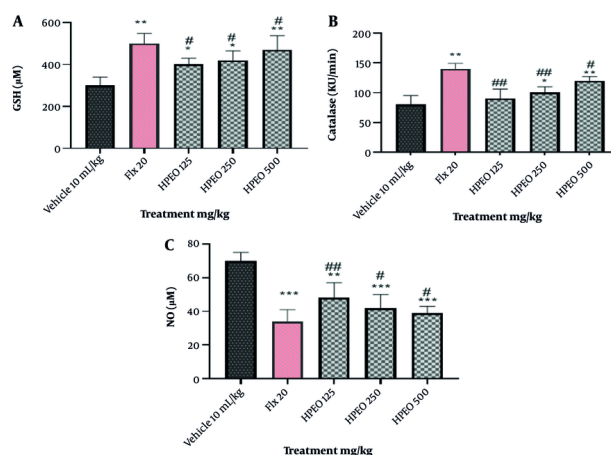 A
GSH (μM)
600
400
200
0
**
#
*
#
*
#
**
Vehicle 10 mL/kg
Flx 20
HPEO 125
HPEO 250
HPEO 500
Treatment mg/kg
B
Catalase (KU/min)
200
150
100
50
0
**
##
##
*
#
**
Vehicle 10 mL/kg
Flx 20
HPEO 125
HPEO 250
HPEO 500
Treatment mg/kg
C
NO (μM)
80
60
40
20
0
***
##
**
#
***
#
***
Vehicle 10 mL/kg
Flx 20
HPEO 125
HPEO 250
HPEO 500
Treatment mg/kg